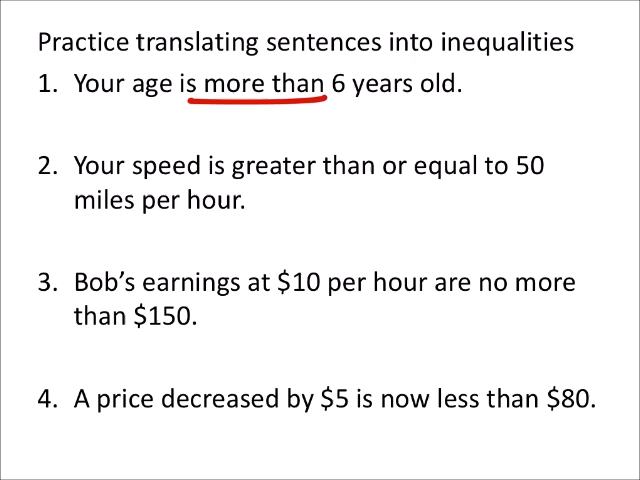 Practice translating sentences into inequalities
1. Your age is more than 6 years old.
2. Your speed is greater than or equal to 50
miles per hour.
3. Bob’s earnings at $10 per hour are no more
than $150.
4. A price decreased by $5 is now less than $80.